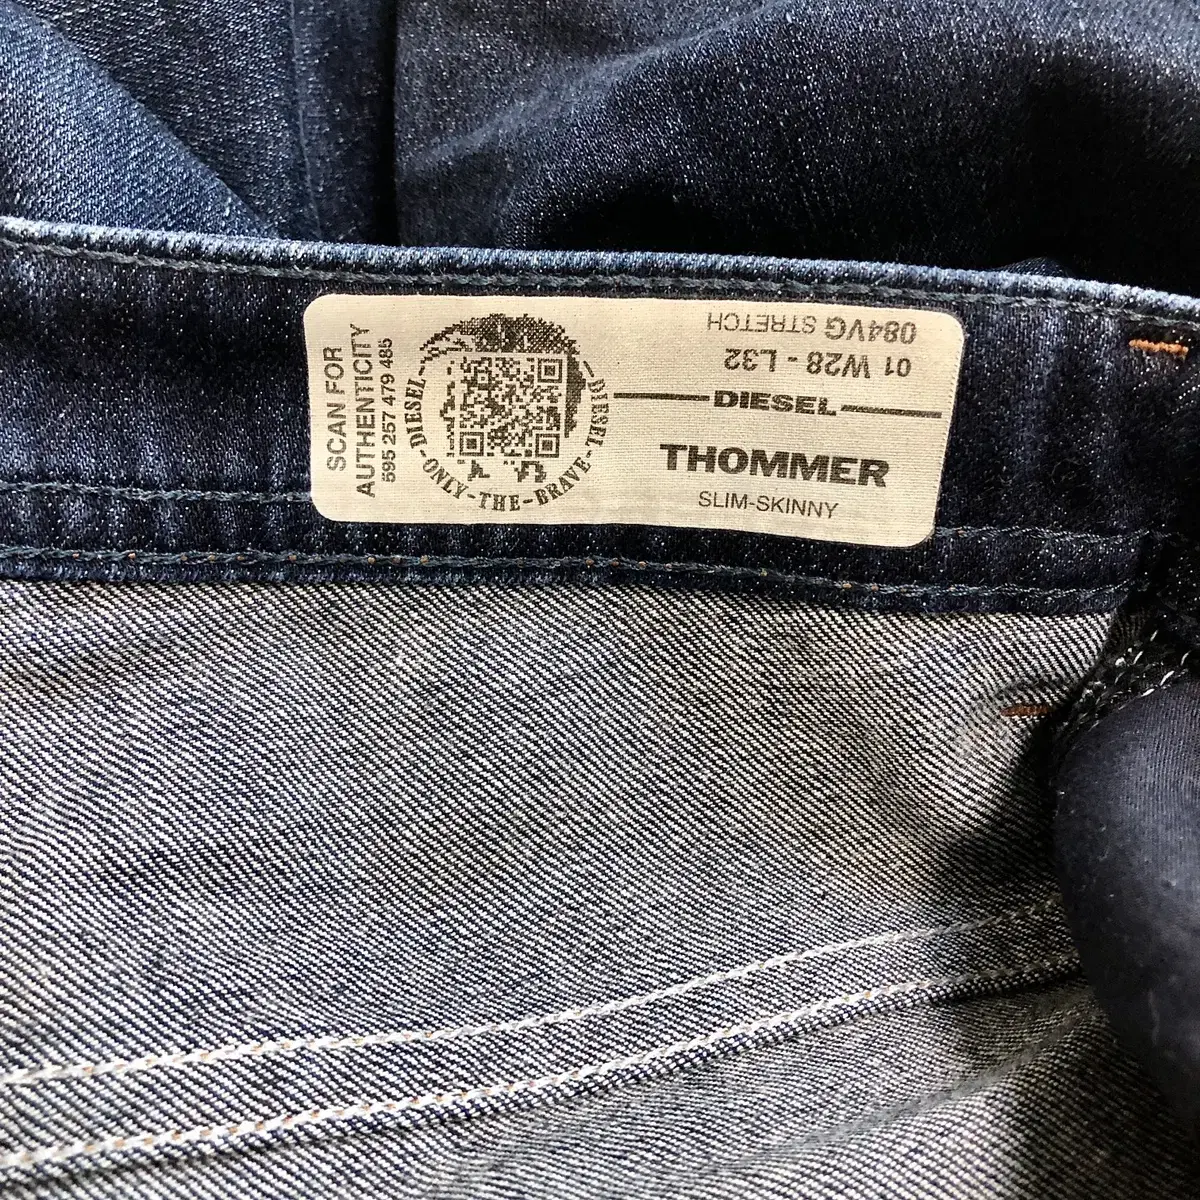 SCAN FOR
AUTHENTICITY
595 257 479 485
DIESEL
ONLY-THE-BRAVE
DIESEL
084VG STRETCH
01 W28 - L32
DIESEL
THOMMER
SLIM-SKINNY